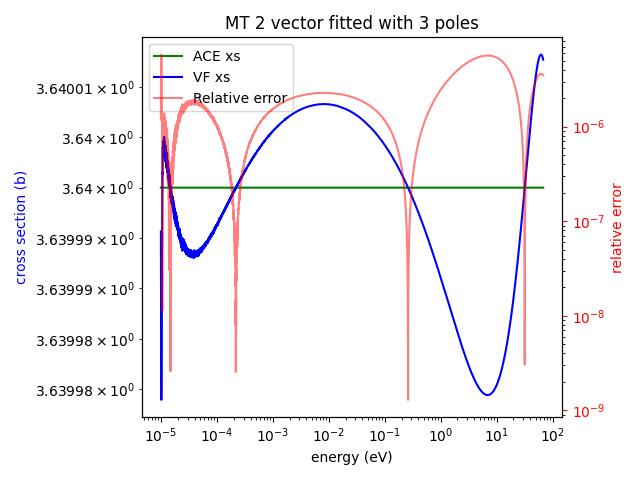 MT 2 vector fitted with 3 poles
ACE xs
VF xs
Relative error
3.64001 × 10⁰
3.64 × 10⁰
3.64 × 10⁰
3.63999 × 10⁰
3.63999 × 10⁰
3.63998 × 10⁰
3.63998 × 10⁰
cross section (b)
10⁻⁶
10⁻⁷
10⁻⁸
10⁻⁹
relative error
10⁻⁵ 10⁻⁴ 10⁻³ 10⁻² 10⁻¹ 10⁰ 10¹ 10²
energy (eV)